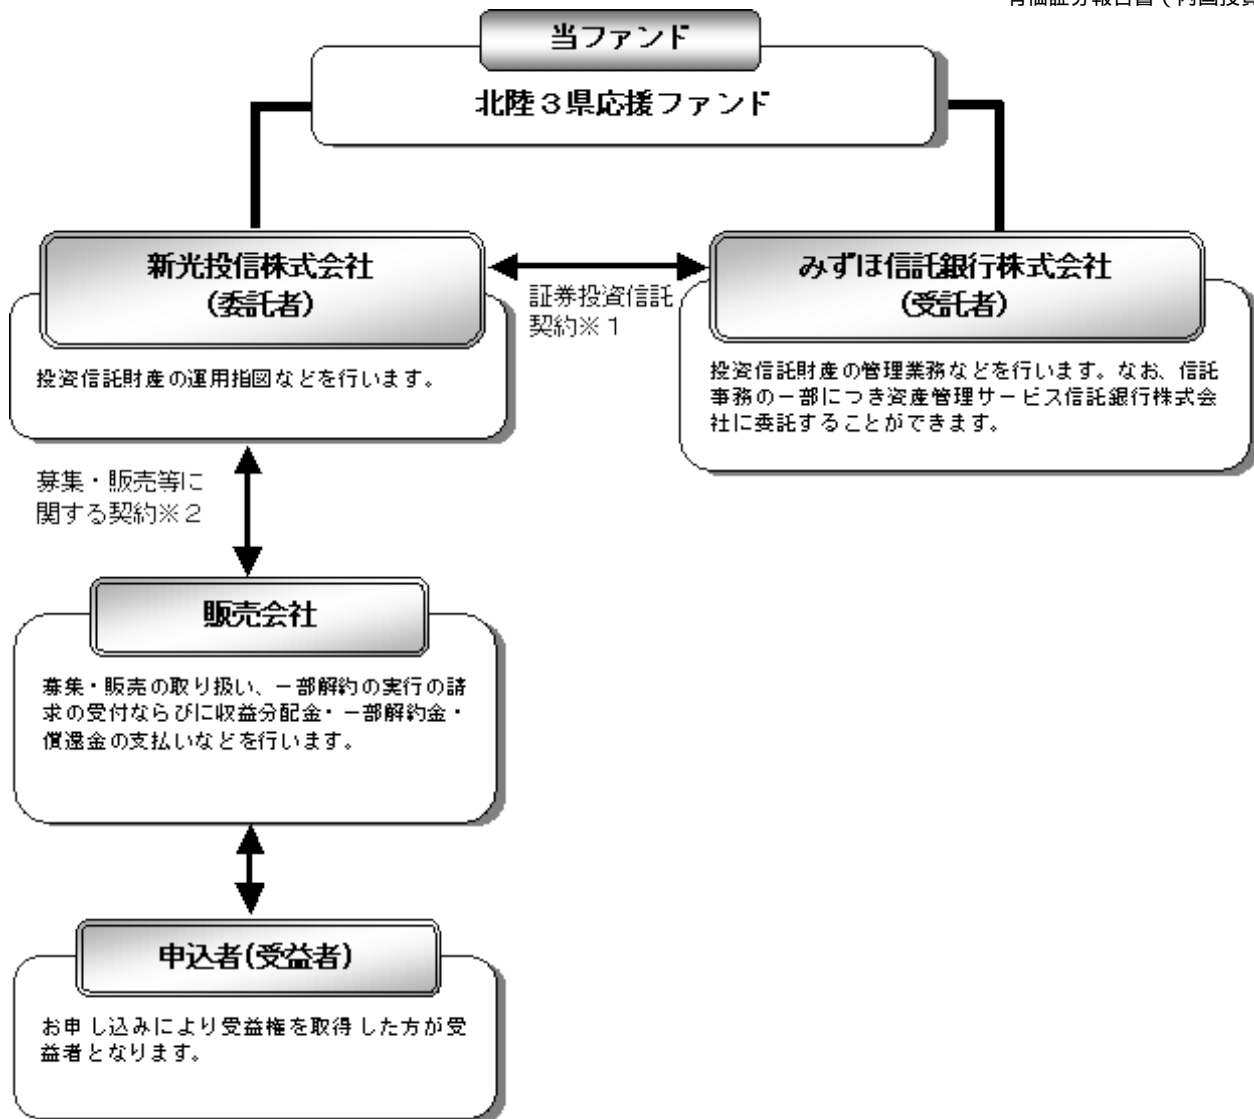 当ファンド
北陸３県応援ファンド
新光投信株式会社
(委託者)
投資信託財産の運用指図などを行います。
証券投資信託
契約※１
みずほ信託銀行株式会社
(受託者)
投資信託財産の管理業務などを行います。なお、信託
事務の一部につき資産管理サービス信託銀行株式会
社に委託することができます。
募集・販売等に
関する契約※２
販売会社
募集・販売の取り扱い、一部解約の実行の請
求の受付ならびに収益分配金・一部解約金・
償還金の支払いなどを行います。
申込者(受益者)
お申し込みにより受益権を取得した方が受
益者となります。